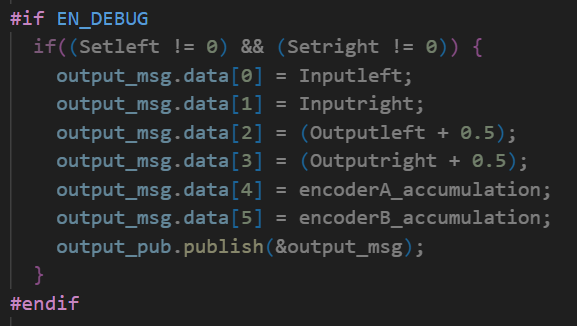 #if EN_DEBUG
  if((Setleft != 0) && (Setright != 0)) {
    output_msg.data[0] = Inputleft;
    output_msg.data[1] = Inputright;
    output_msg.data[2] = (Outputleft + 0.5);
    output_msg.data[3] = (Outputright + 0.5);
    output_msg.data[4] = encoderA_accumulation;
    output_msg.data[5] = encoderB_accumulation;
    output_pub.publish(&output_msg);
  }
#endif